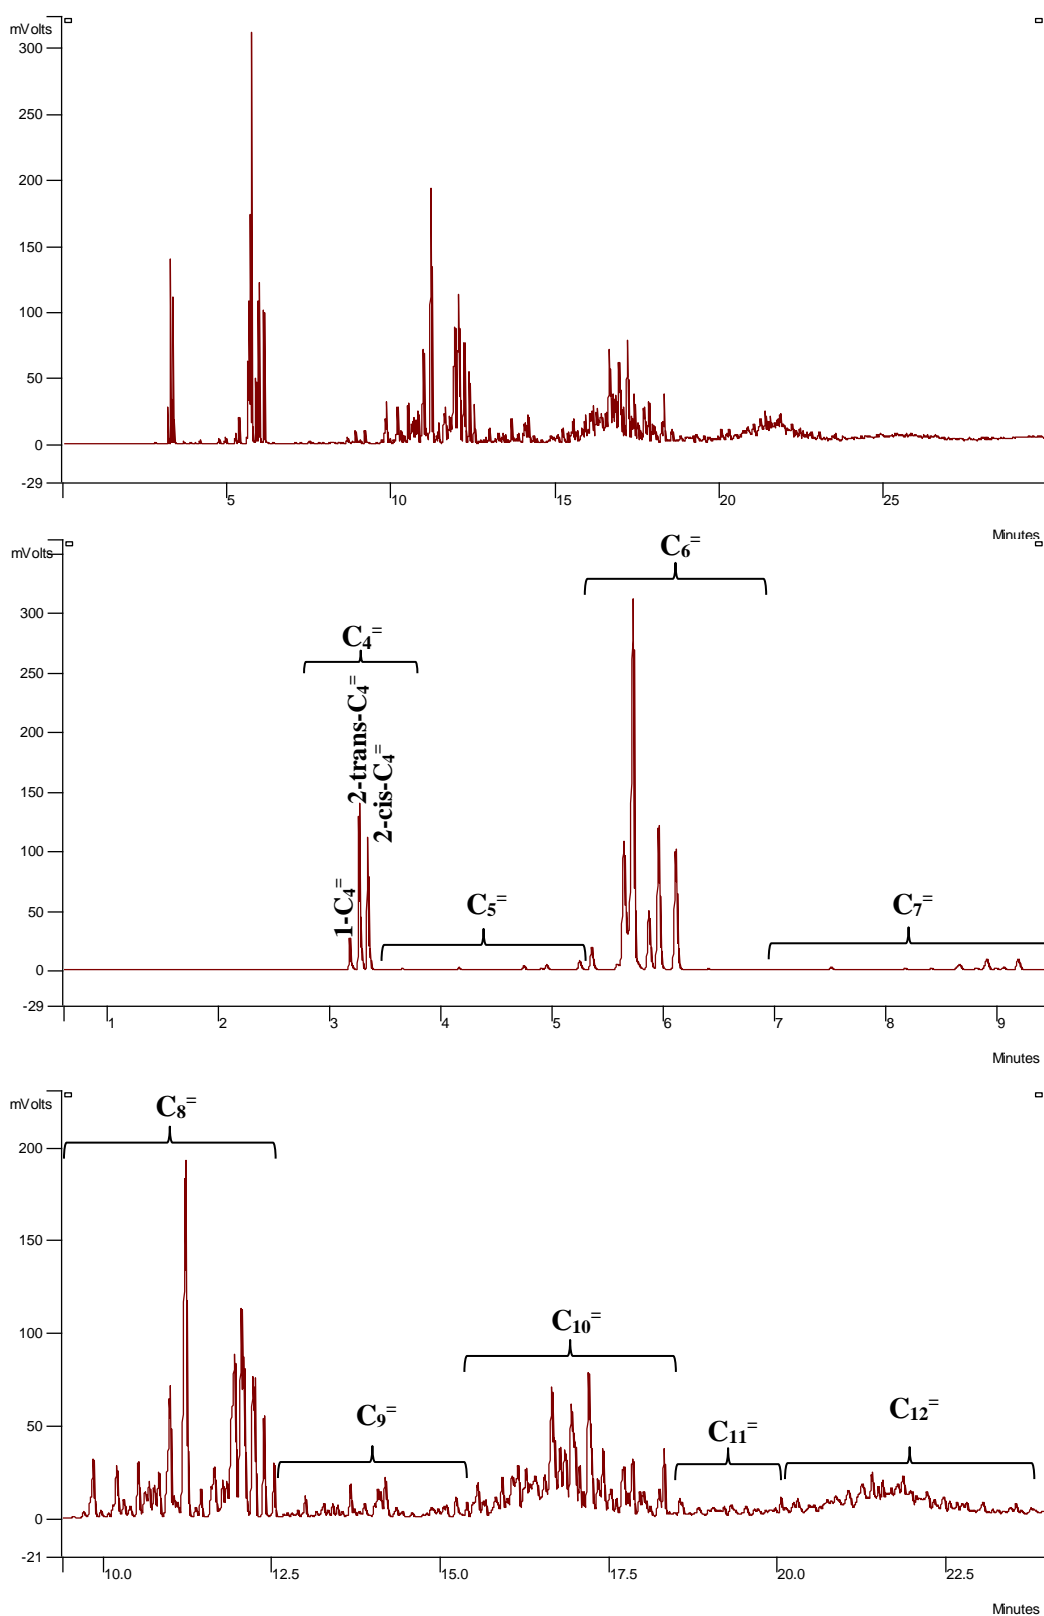 mVolts
300
250
200
150
100
50
0
-29
5
10
15
20
25
Minutes
mVolts
C6=
300
C4=
250
200
2-trans-C4=
150
2-cis-C4=
100
1-C4=
C5=
C7=
50
0
-29
1
2
3
4
5
6
7
8
9
Minutes
mVolts
C8=
200
150
100
C10=
50
C9=
C11=
C12=
0
-21
10.0
12.5
15.0
17.5
20.0
22.5
Minutes